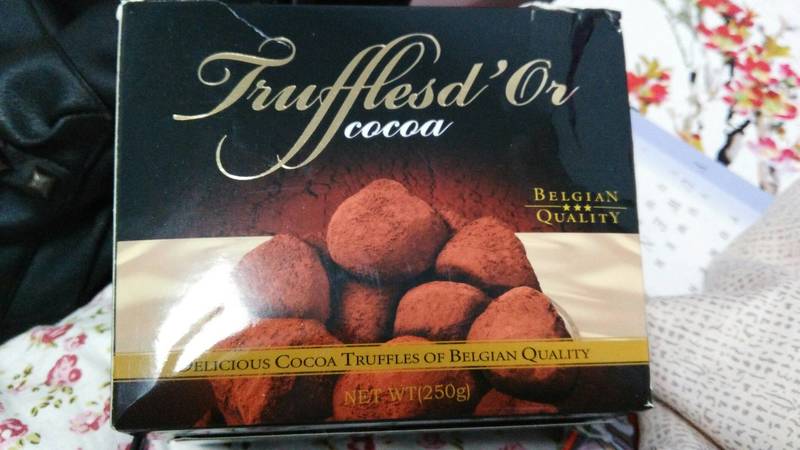 Trufflesd'Or
cocoa
BELGIAN
QUALITY
DELICIOUS COCOA TRUFFLES OF BELGIAN QUALITY
NET WT(250g)